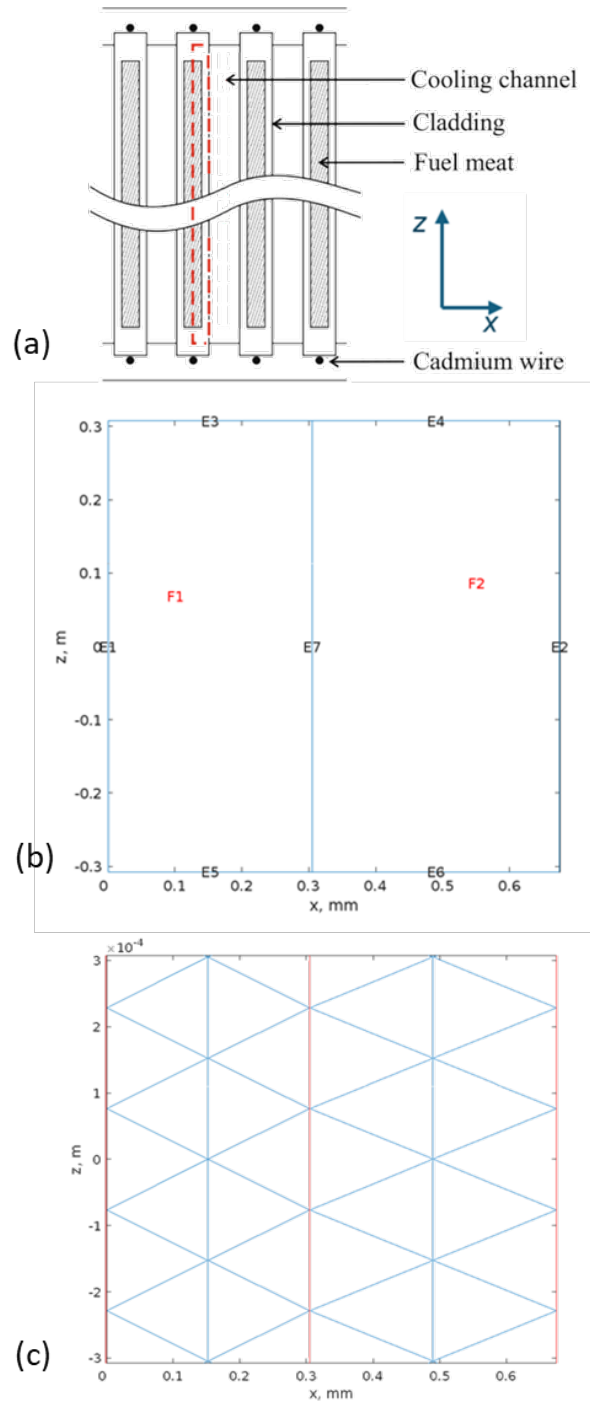 Cooling channel
Cladding
Fuel meat
z
x
(a)
Cadmium wire
E3 E4
0.3
0.2
0.1
F1 F2
z, m
0 E1 E7 E2
-0.1
-0.2
-0.3
E5 E6
0 0.1 0.2 0.3 0.4 0.5 0.6
x, mm
(b)
×10⁻⁴
3
2
1
0
z, m
-1
-2
-3
0 0.1 0.2 0.3 0.4 0.5 0.6
x, mm
(c)